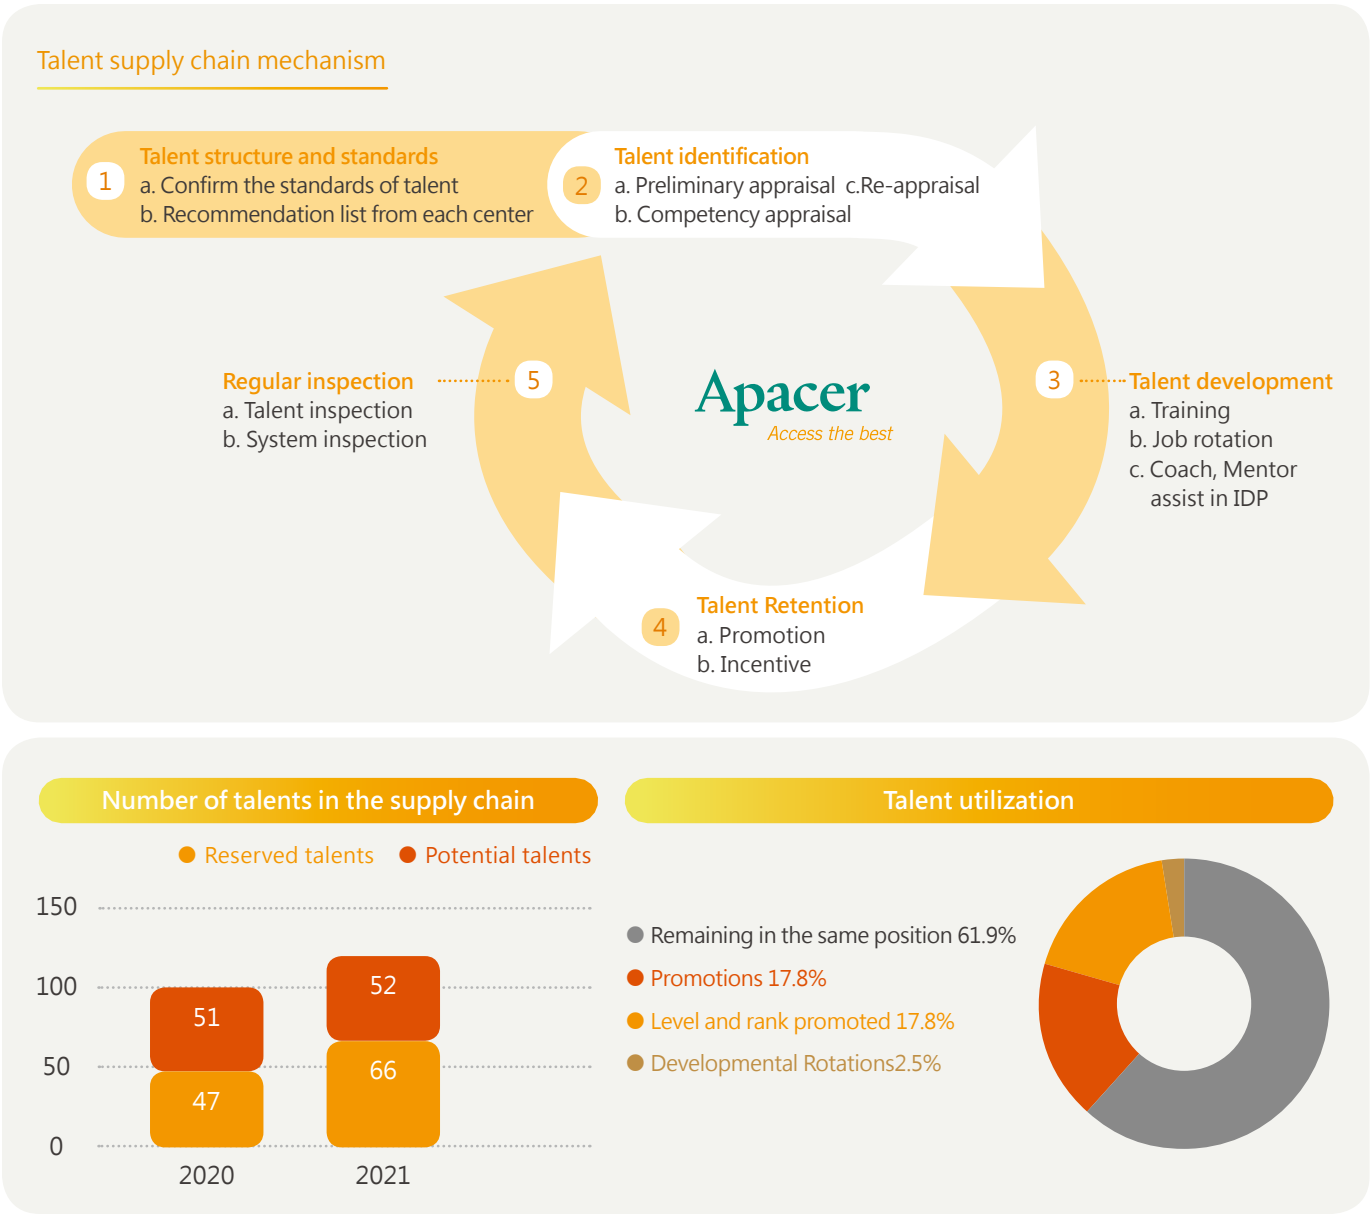 Talent supply chain mechanism
1
Talent structure and standards
a. Confirm the standards of talent
b. Recommendation list from each center
2
Talent identification
a. Preliminary appraisal c.Re-appraisal
b. Competency appraisal
3
Talent development
a. Training
b. Job rotation
c. Coach, Mentor
assist in IDP
4
Talent Retention
a. Promotion
b. Incentive
5
Regular inspection
a. Talent inspection
b. System inspection
Apacer
Access the best
Number of talents in the supply chain
Reserved talents
Potential talents
150
100
50
0
51
47
52
66
2020
2021
Talent utilization
Remaining in the same position 61.9%
Promotions 17.8%
Level and rank promoted 17.8%
Developmental Rotations2.5%